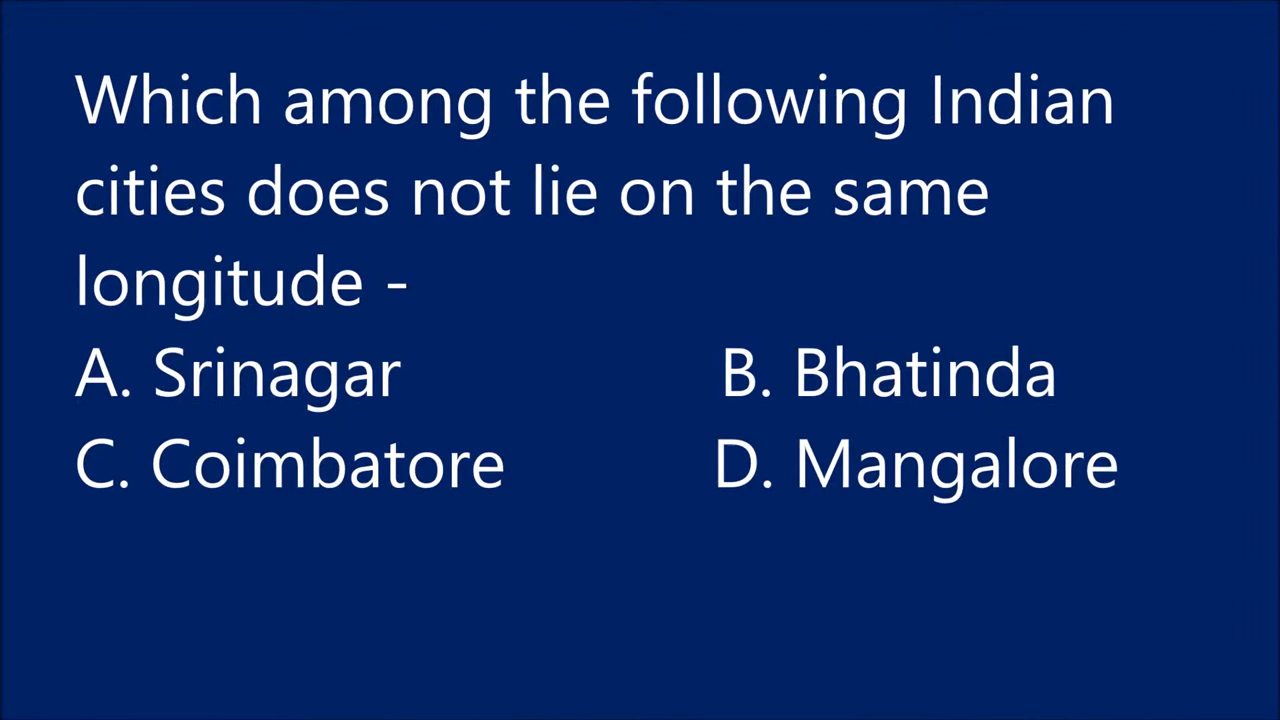 Which among the following Indian
cities does not lie on the same
longitude -
A. Srinagar B. Bhatinda
C. Coimbatore D. Mangalore